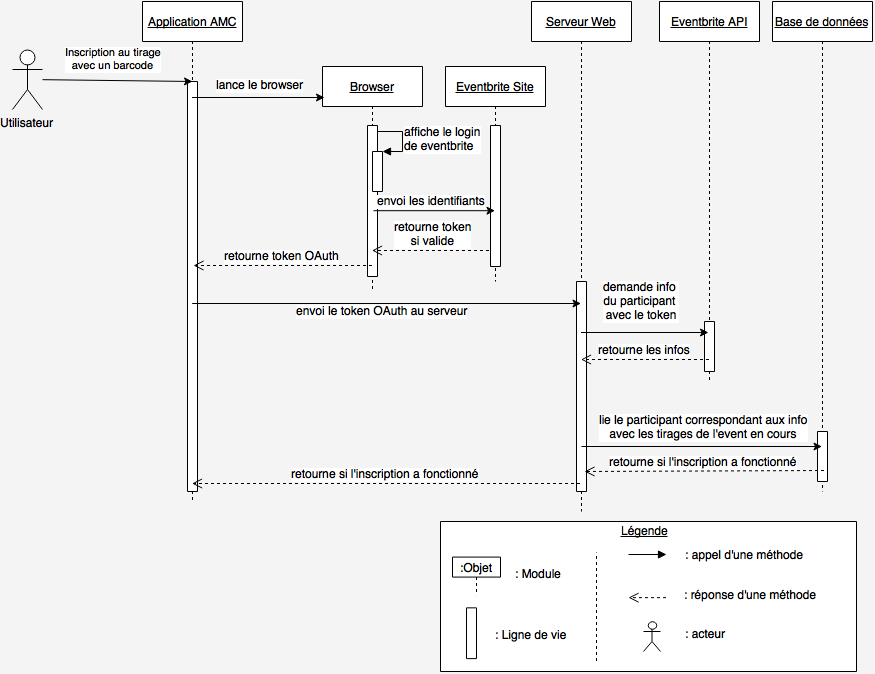 Application AMC
Serveur Web
Eventbrite API
Base de données
Inscription au tirage
avec un barcode
Utilisateur
lance le browser
Browser
Eventbrite Site
affiche le login
de eventbrite
envoi les identifiants
retourne token
si valide
retourne token OAuth
envoi le token OAuth au serveur
demande info
du participant
avec le token
retourne les infos
lie le participant correspondant aux info
avec les tirages de l'event en cours
retourne si l'inscription a fonctionné
retourne si l'inscription a fonctionné
Légende
:Objet
: Module
: Ligne de vie
: appel d'une méthode
: réponse d'une méthode
: acteur